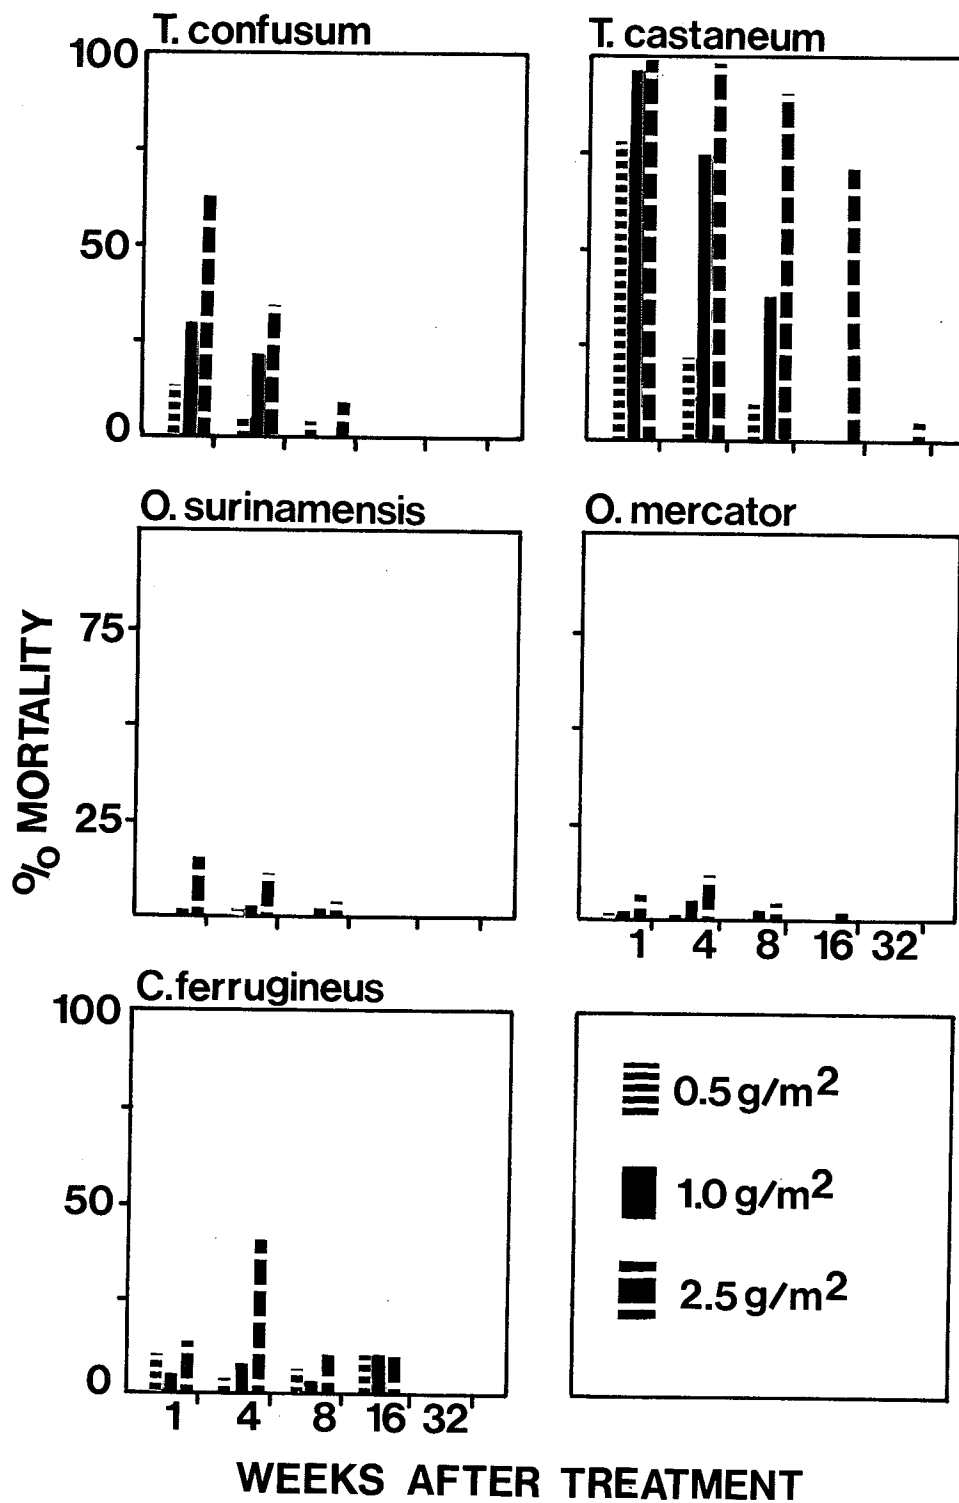 T. confusum
T. castaneum
100
50
0
O. surinamensis
O. mercator
75
25
% MORTALITY
1 4 8 16 32
C. ferrugineus
100
50
0
1 4 8 16 32
0.5 g/m²
1.0 g/m²
2.5 g/m²
WEEKS AFTER TREATMENT